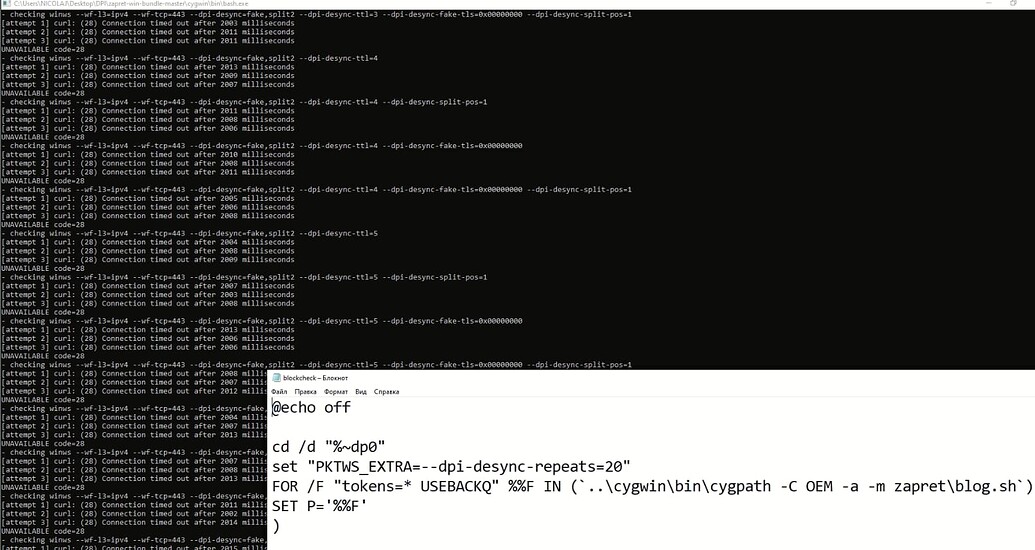 C:\Users\NICOLAJ\Desktop\DPI\zapret-win-bundle-master\cygwin\bin\bash.exe
- checking winws --wf-l3=ipv4 --wf-tcp=443 --dpi-desync=fake,split2 --dpi-desync-ttl=3 --dpi-desync-fake-tls=0x00000000 --dpi-desync-split-pos=1
[attempt 1] curl: (28) Connection timed out after 2003 milliseconds
[attempt 2] curl: (28) Connection timed out after 2011 milliseconds
[attempt 3] curl: (28) Connection timed out after 2011 milliseconds
UNAVAILABLE code=28
- checking winws --wf-l3=ipv4 --wf-tcp=443 --dpi-desync=fake,split2 --dpi-desync-ttl=4
[attempt 1] curl: (28) Connection timed out after 2013 milliseconds
[attempt 2] curl: (28) Connection timed out after 2009 milliseconds
[attempt 3] curl: (28) Connection timed out after 2007 milliseconds
UNAVAILABLE code=28
- checking winws --wf-l3=ipv4 --wf-tcp=443 --dpi-desync=fake,split2 --dpi-desync-ttl=4 --dpi-desync-split-pos=1
[attempt 1] curl: (28) Connection timed out after 2011 milliseconds
[attempt 2] curl: (28) Connection timed out after 2008 milliseconds
[attempt 3] curl: (28) Connection timed out after 2006 milliseconds
UNAVAILABLE code=28
- checking winws --wf-l3=ipv4 --wf-tcp=443 --dpi-desync=fake,split2 --dpi-desync-ttl=4 --dpi-desync-fake-tls=0x00000000
[attempt 1] curl: (28) Connection timed out after 2010 milliseconds
[attempt 2] curl: (28) Connection timed out after 2008 milliseconds
[attempt 3] curl: (28) Connection timed out after 2011 milliseconds
UNAVAILABLE code=28
- checking winws --wf-l3=ipv4 --wf-tcp=443 --dpi-desync=fake,split2 --dpi-desync-ttl=4 --dpi-desync-fake-tls=0x00000000 --dpi-desync-split-pos=1
[attempt 1] curl: (28) Connection timed out after 2005 milliseconds
[attempt 2] curl: (28) Connection timed out after 2006 milliseconds
[attempt 3] curl: (28) Connection timed out after 2008 milliseconds
UNAVAILABLE code=28
- checking winws --wf-l3=ipv4 --wf-tcp=443 --dpi-desync=fake,split2 --dpi-desync-ttl=5
[attempt 1] curl: (28) Connection timed out after 2004 milliseconds
[attempt 2] curl: (28) Connection timed out after 2008 milliseconds
[attempt 3] curl: (28) Connection timed out after 2009 milliseconds
UNAVAILABLE code=28
- checking winws --wf-l3=ipv4 --wf-tcp=443 --dpi-desync=fake,split2 --dpi-desync-ttl=5 --dpi-desync-split-pos=1
[attempt 1] curl: (28) Connection timed out after 2007 milliseconds
[attempt 2] curl: (28) Connection timed out after 2003 milliseconds
[attempt 3] curl: (28) Connection timed out after 2008 milliseconds
UNAVAILABLE code=28
- checking winws --wf-l3=ipv4 --wf-tcp=443 --dpi-desync=fake,split2 --dpi-desync-ttl=5 --dpi-desync-fake-tls=0x00000000
[attempt 1] curl: (28) Connection timed out after 2013 milliseconds
[attempt 2] curl: (28) Connection timed out after 2006 milliseconds
[attempt 3] curl: (28) Connection timed out after 2006 milliseconds
UNAVAILABLE code=28
- checking winws --wf-l3=ipv4 --wf-tcp=443 --dpi-desync=fake,split2 --dpi-desync-ttl=5 --dpi-desync-fake-tls=0x00000000 --dpi-desync-split-pos=1
[attempt 1] curl: (28) Connection timed out after 2008 millis
[attempt 2] curl: (28) Connection timed out after 2007 millis
[attempt 3] curl: (28) Connection timed out after 2012 millis
UNAVAILABLE code=28
- checking winws --wf-l3=ipv4 --wf-tcp=443 --dpi-desync=fake
[attempt 1] curl: (28) Connection timed out after 2004 millis
[attempt 2] curl: (28) Connection timed out after 2007 millis
[attempt 3] curl: (28) Connection timed out after 2013 millis
UNAVAILABLE code=28
- checking winws --wf-l3=ipv4 --wf-tcp=443 --dpi-desync=fake
[attempt 1] curl: (28) Connection timed out after 2007 millis
[attempt 2] curl: (28) Connection timed out after 2008 millis
[attempt 3] curl: (28) Connection timed out after 2013 millis
UNAVAILABLE code=28
- checking winws --wf-l3=ipv4 --wf-tcp=443 --dpi-desync=fake
[attempt 1] curl: (28) Connection timed out after 2011 millis
[attempt 2] curl: (28) Connection timed out after 2002 millis
[attempt 3] curl: (28) Connection timed out after 2014 millis
UNAVAILABLE code=28
- checking winws --wf-l3=ipv4 --wf-tcp=443 --dpi-desync=fake
[attempt 1] curl: (28) Connection timed out after 2015 millis
blockcheck – Блокнот
Файл Правка Формат Вид Справка
@echo off
cd /d "%~dp0"
set "PKTWS_EXTRA=--dpi-desync-repeats=20"
FOR /F "tokens=* USEBACKQ" %%F IN (`..\cygwin\bin\cygpath -C OEM -a -m zapret\blog.sh`)
SET P='%%F'
)